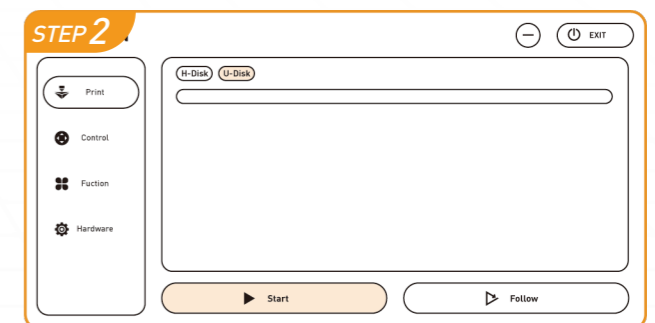 STEP 2
EXIT
H-Disk U-Disk
Print
Control
Fuction
Hardware
Start Follow